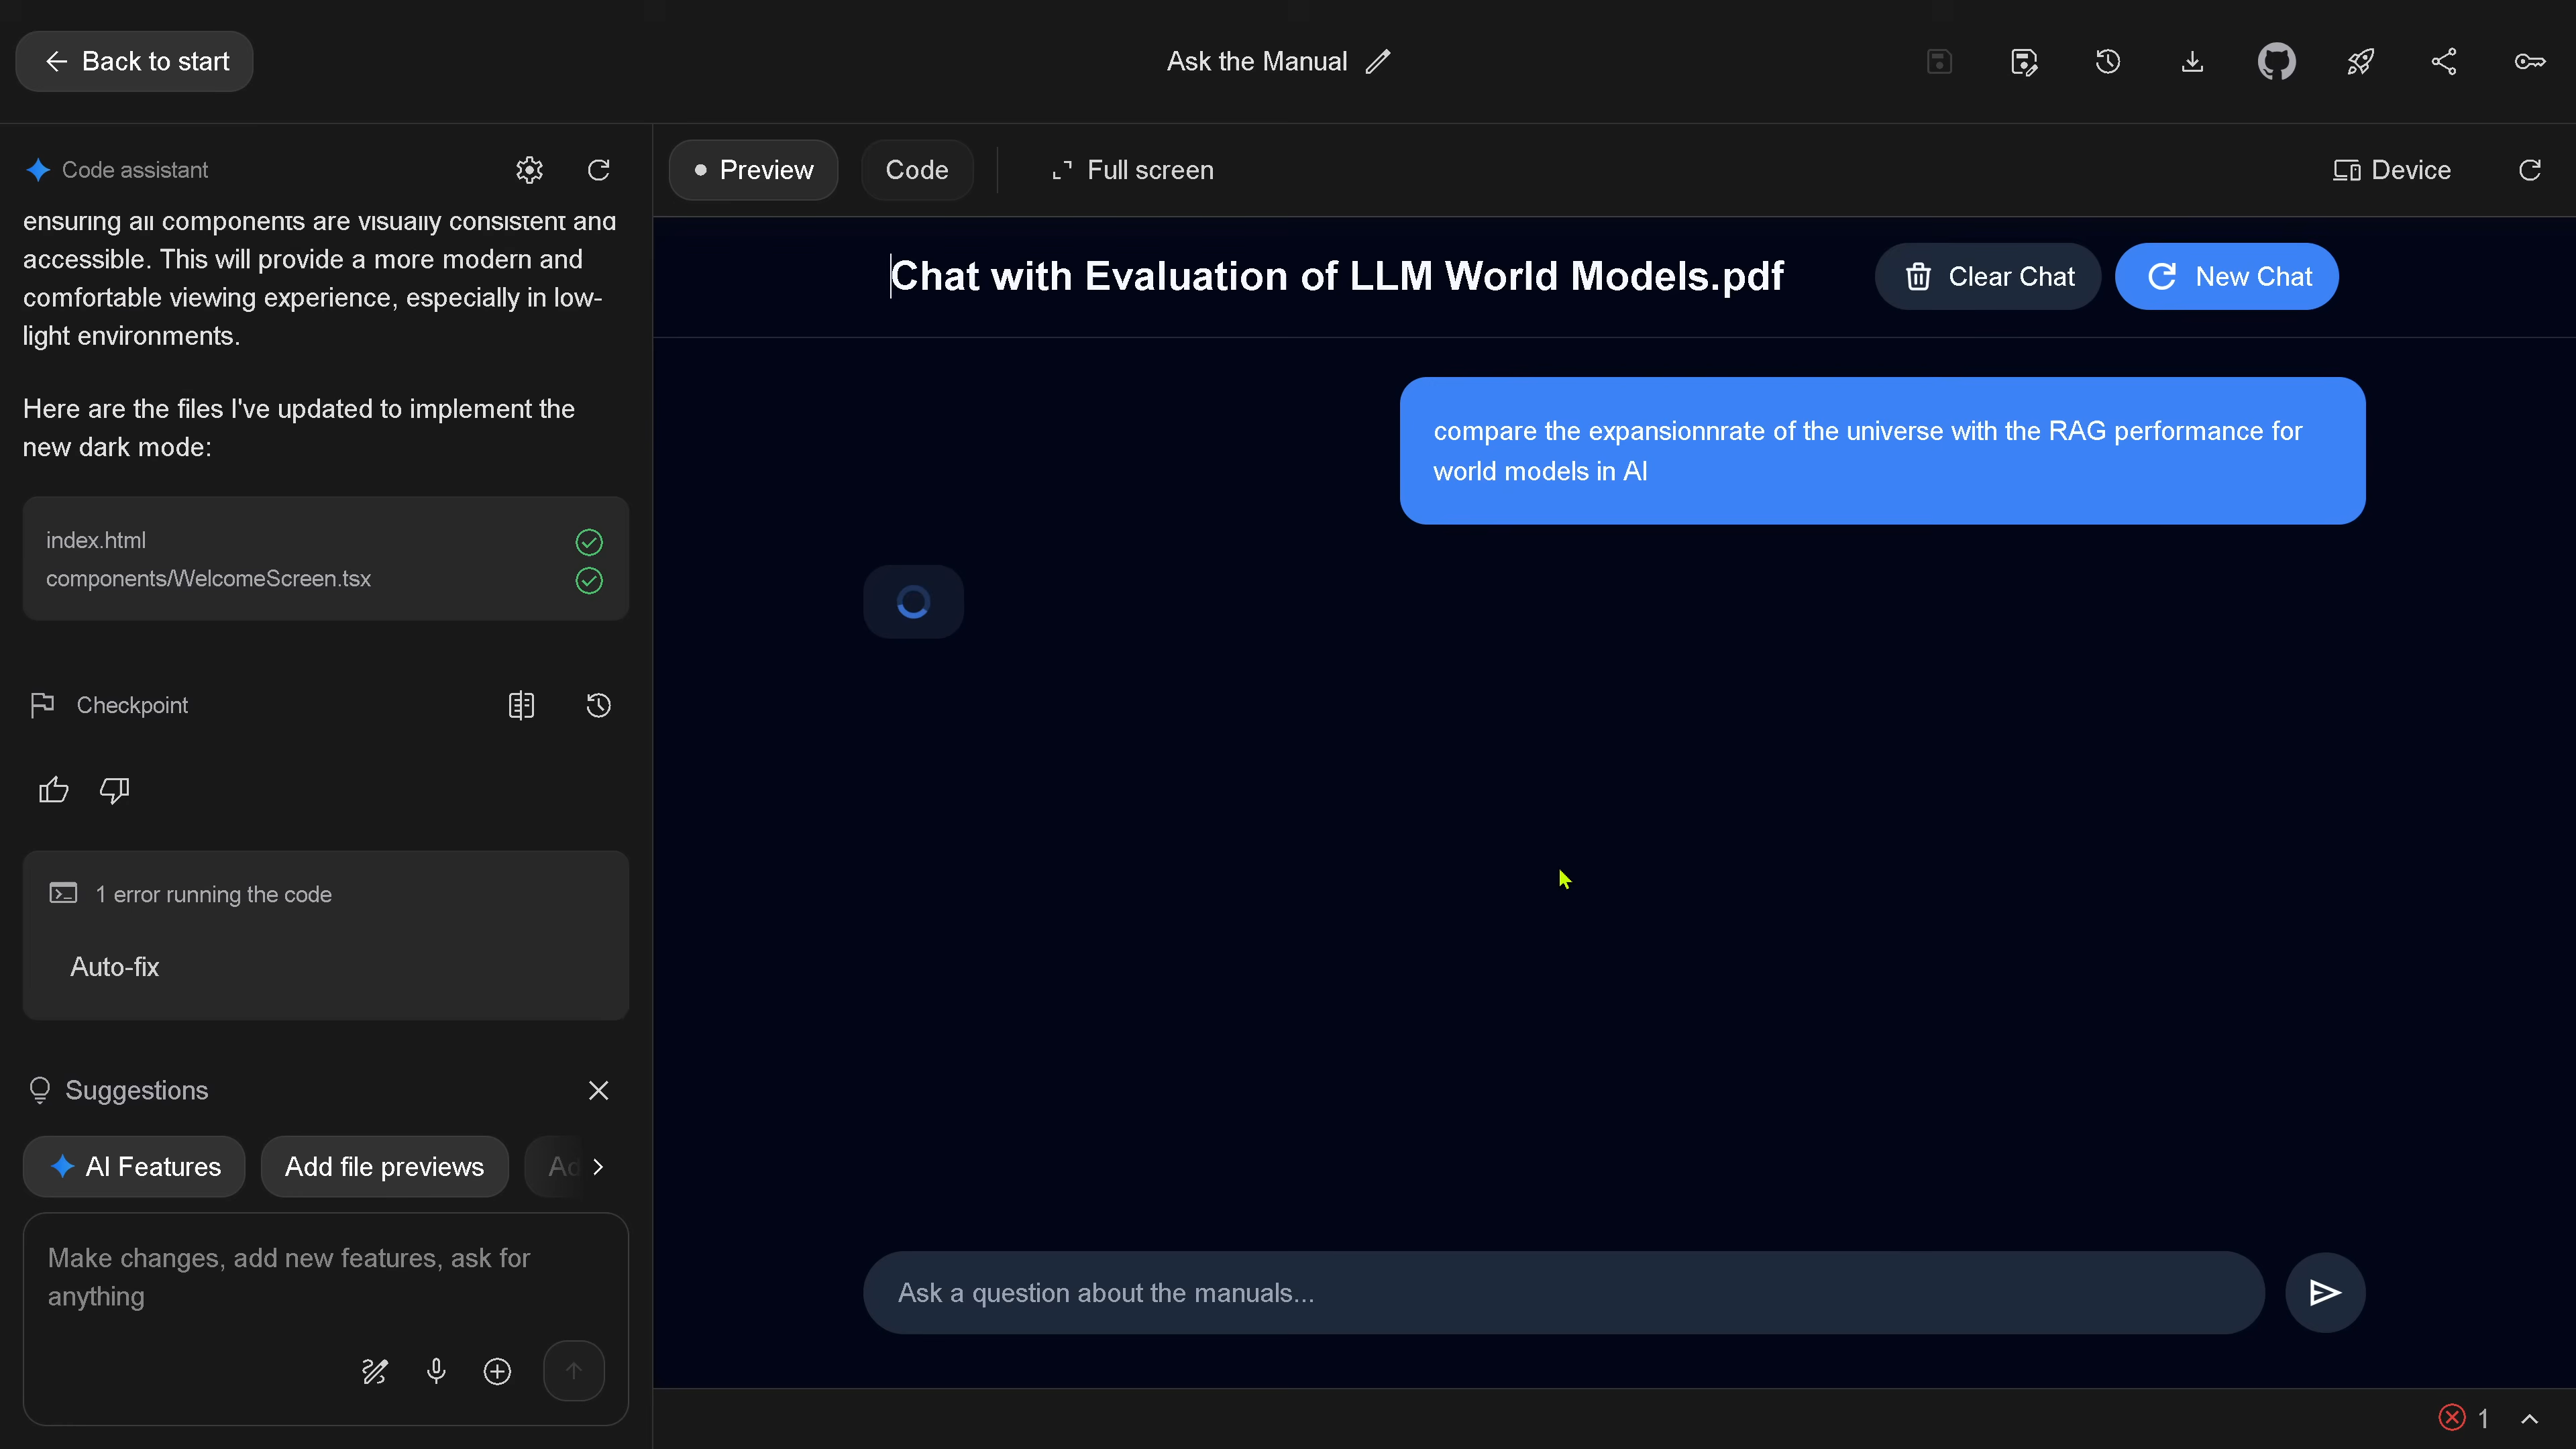 Back to start
Ask the Manual
Code assistant
ensuring all components are visually consistent and
accessible. This will provide a more modern and
comfortable viewing experience, especially in low-
light environments.
Here are the files I've updated to implement the
new dark mode:
index.html
components/WelcomeScreen.tsx
Checkpoint
1 error running the code
Auto-fix
Suggestions
AI Features
Add file previews
Make changes, add new features, ask for
anything
Preview
Code
Full screen
Device
Chat with Evaluation of LLM World Models.pdf
Clear Chat
New Chat
compare the expansionnrate of the universe with the RAG performance for
world models in AI
Ask a question about the manuals...
1